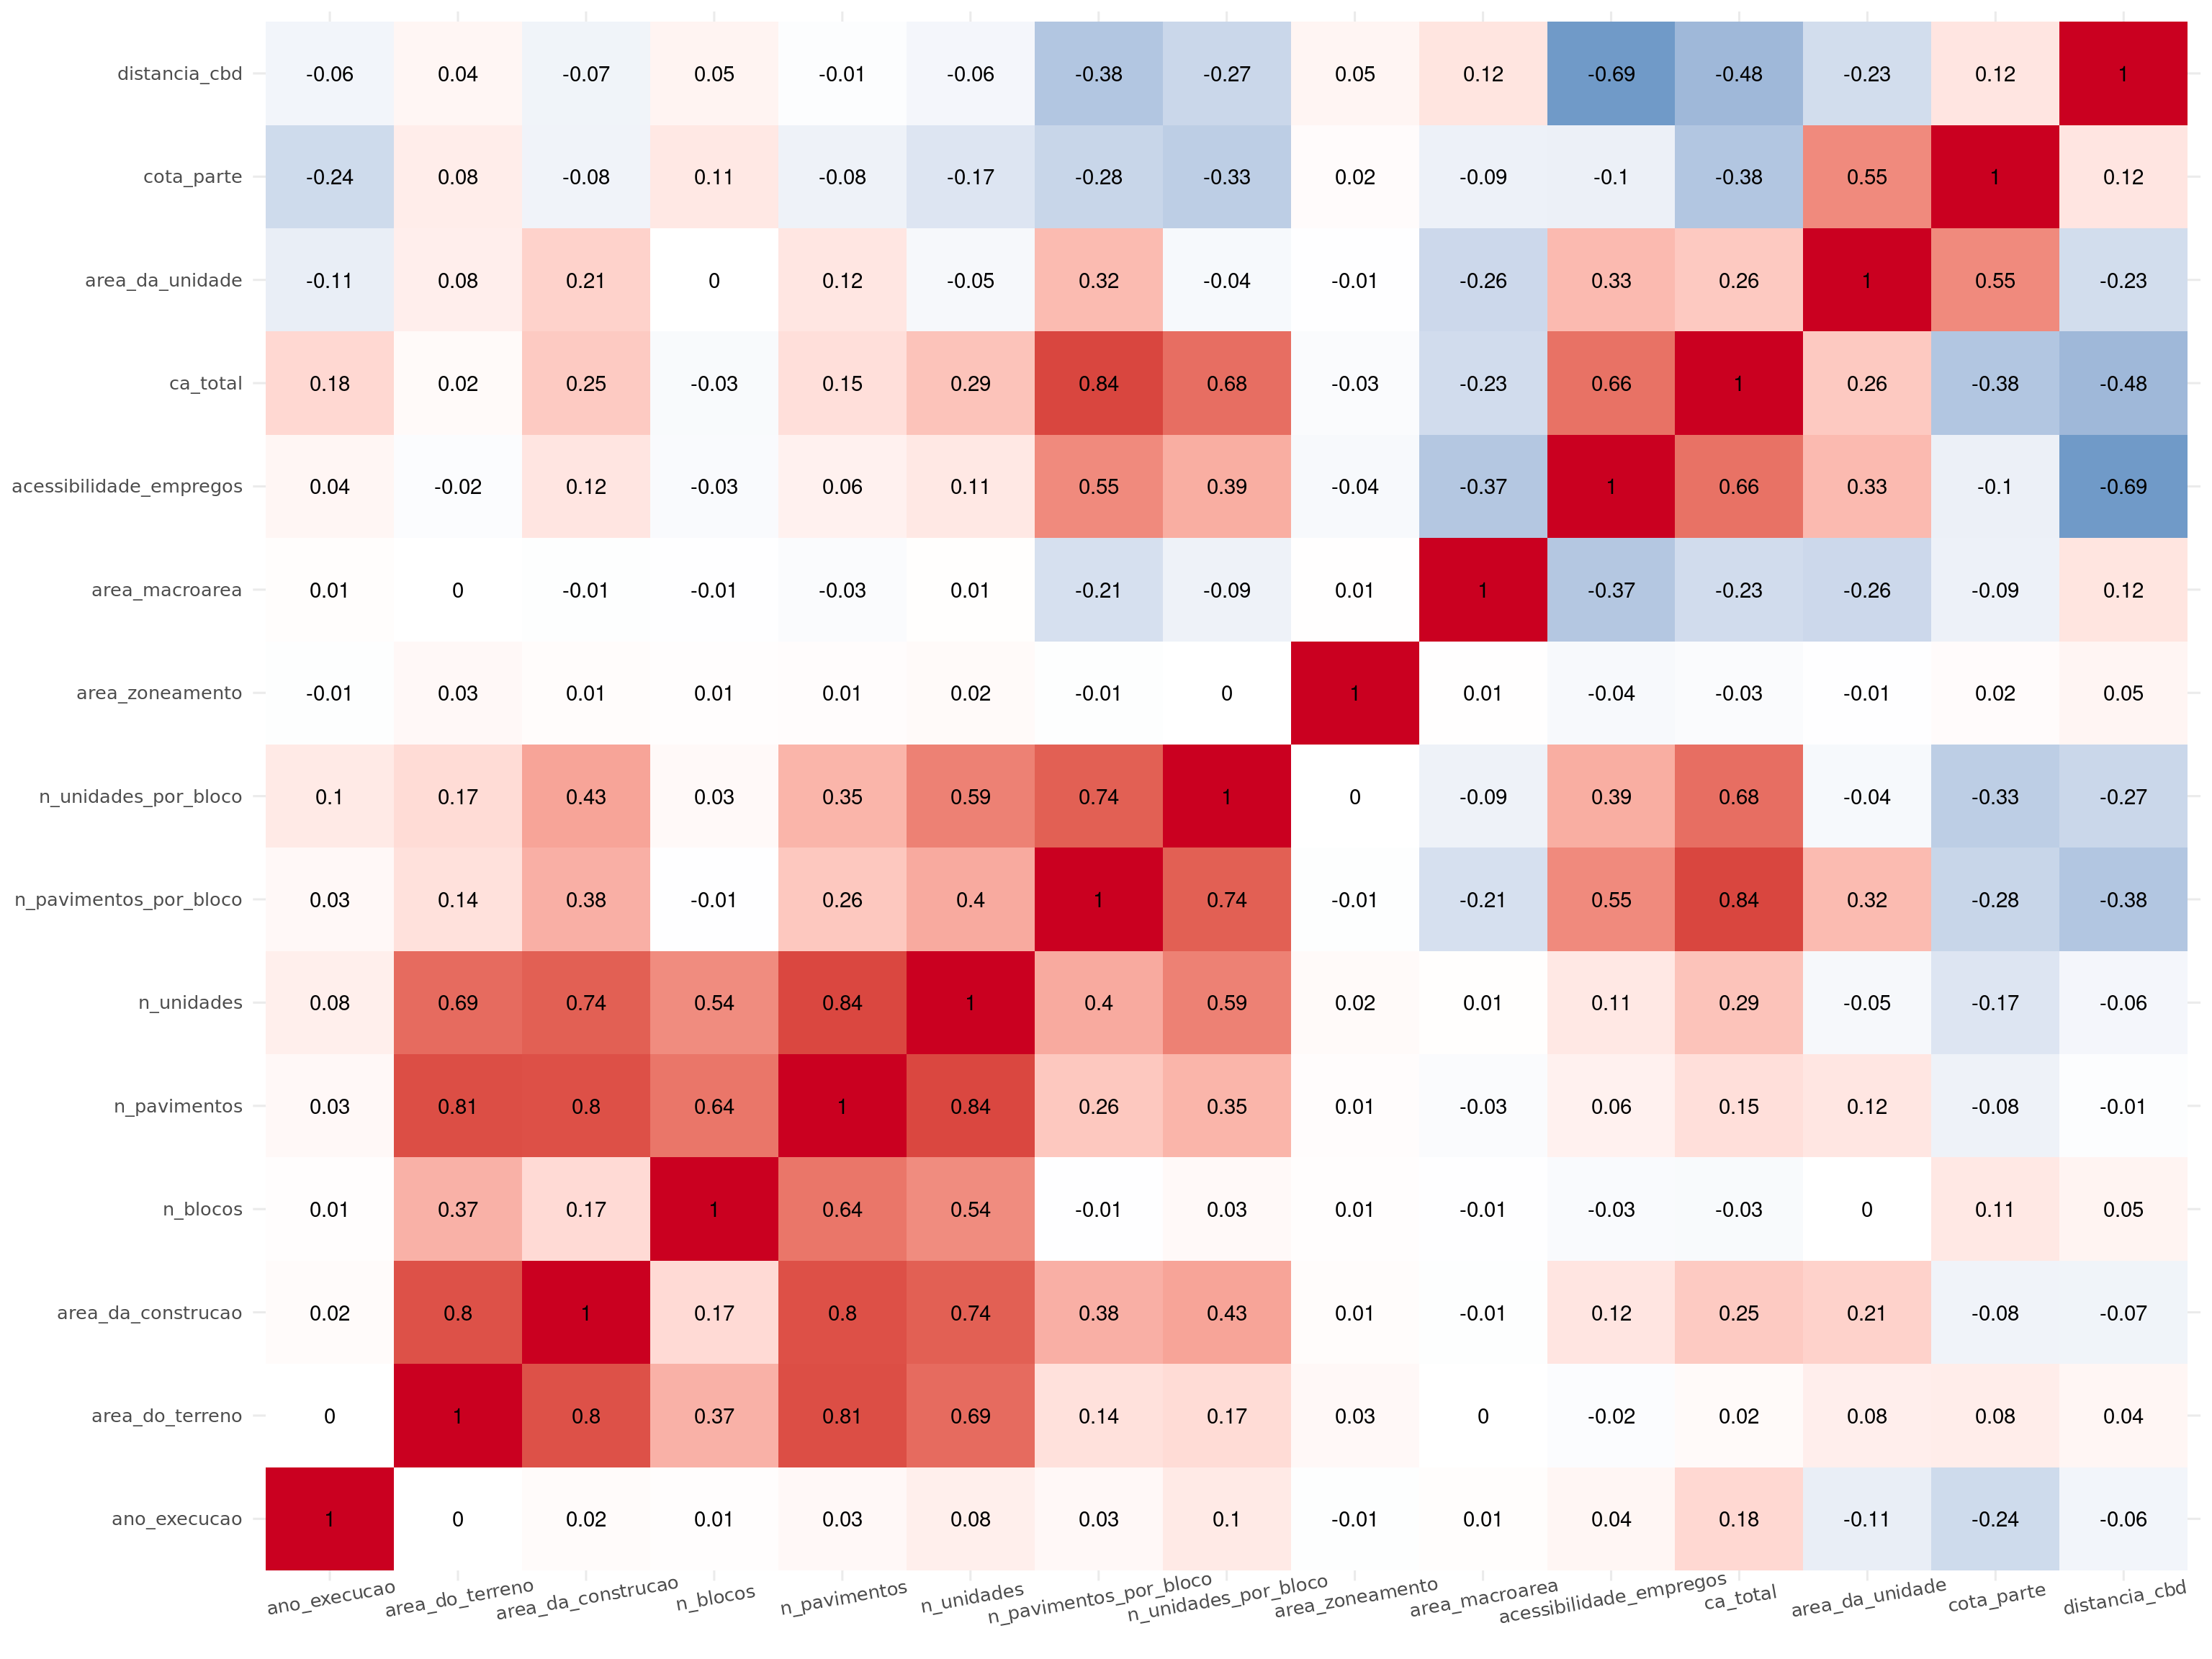 distancia_cbd -0.06 0.04 -0.07 0.05 -0.01 -0.06 -0.38 -0.27 0.05 0.12 -0.69 -0.48 -0.23 0.12 1
cota_parte -0.24 0.08 -0.08 0.11 -0.08 -0.17 -0.28 -0.33 0.02 -0.09 -0.1 -0.38 0.55 1 0.12
area_da_unidade -0.11 0.08 0.21 0 0.12 -0.05 0.32 -0.04 -0.01 -0.26 0.33 0.26 1 0.55 -0.23
ca_total 0.18 0.02 0.25 -0.03 0.15 0.29 0.84 0.68 -0.03 -0.23 0.66 1 0.26 -0.38 -0.48
acessibilidade_empregos 0.04 -0.02 0.12 -0.03 0.06 0.11 0.55 0.39 -0.04 -0.37 1 0.66 0.33 -0.1 -0.69
area_macroarea 0.01 0 -0.01 -0.01 -0.03 0.01 -0.21 -0.09 0.01 1 -0.37 -0.23 -0.26 -0.09 0.12
area_zoneamento -0.01 0.03 0.01 0.01 0.01 0.02 -0.01 0 1 0.01 -0.04 -0.03 -0.01 0.02 0.05
n_unidades_por_bloco 0.1 0.17 0.43 0.03 0.35 0.59 0.74 1 0 -0.09 0.39 0.68 -0.04 -0.33 -0.27
n_pavimentos_por_bloco 0.03 0.14 0.38 -0.01 0.26 0.4 1 0.74 -0.01 -0.21 0.55 0.84 0.32 -0.28 -0.38
n_unidades 0.08 0.69 0.74 0.54 0.84 1 0.4 0.59 0.02 0.01 0.11 0.29 -0.05 -0.17 -0.06
n_pavimentos 0.03 0.81 0.8 0.64 1 0.84 0.26 0.35 0.01 -0.03 0.06 0.15 0.12 -0.08 -0.01
n_blocos 0.01 0.37 0.17 1 0.64 0.54 -0.01 0.03 0.01 -0.01 -0.03 -0.03 0 0.11 0.05
area_da_construcao 0.02 0.8 1 0.17 0.8 0.74 0.38 0.43 0.01 -0.01 0.12 0.25 0.21 -0.08 -0.07
area_do_terreno 0 1 0.8 0.37 0.81 0.69 0.14 0.17 0.03 0 -0.02 0.02 0.08 0.08 0.04
ano_execucao 1 0 0.02 0.01 0.03 0.08 0.03 0.1 -0.01 0.01 0.04 0.18 -0.11 -0.24 -0.06
ano_execucao area_do_terreno area_da_construcao n_blocos n_pavimentos n_unidades n_pavimentos_por_bloco n_unidades_por_bloco area_zoneamento area_macroarea acessibilidade_empregos ca_total area_da_unidade cota_parte distancia_cbd